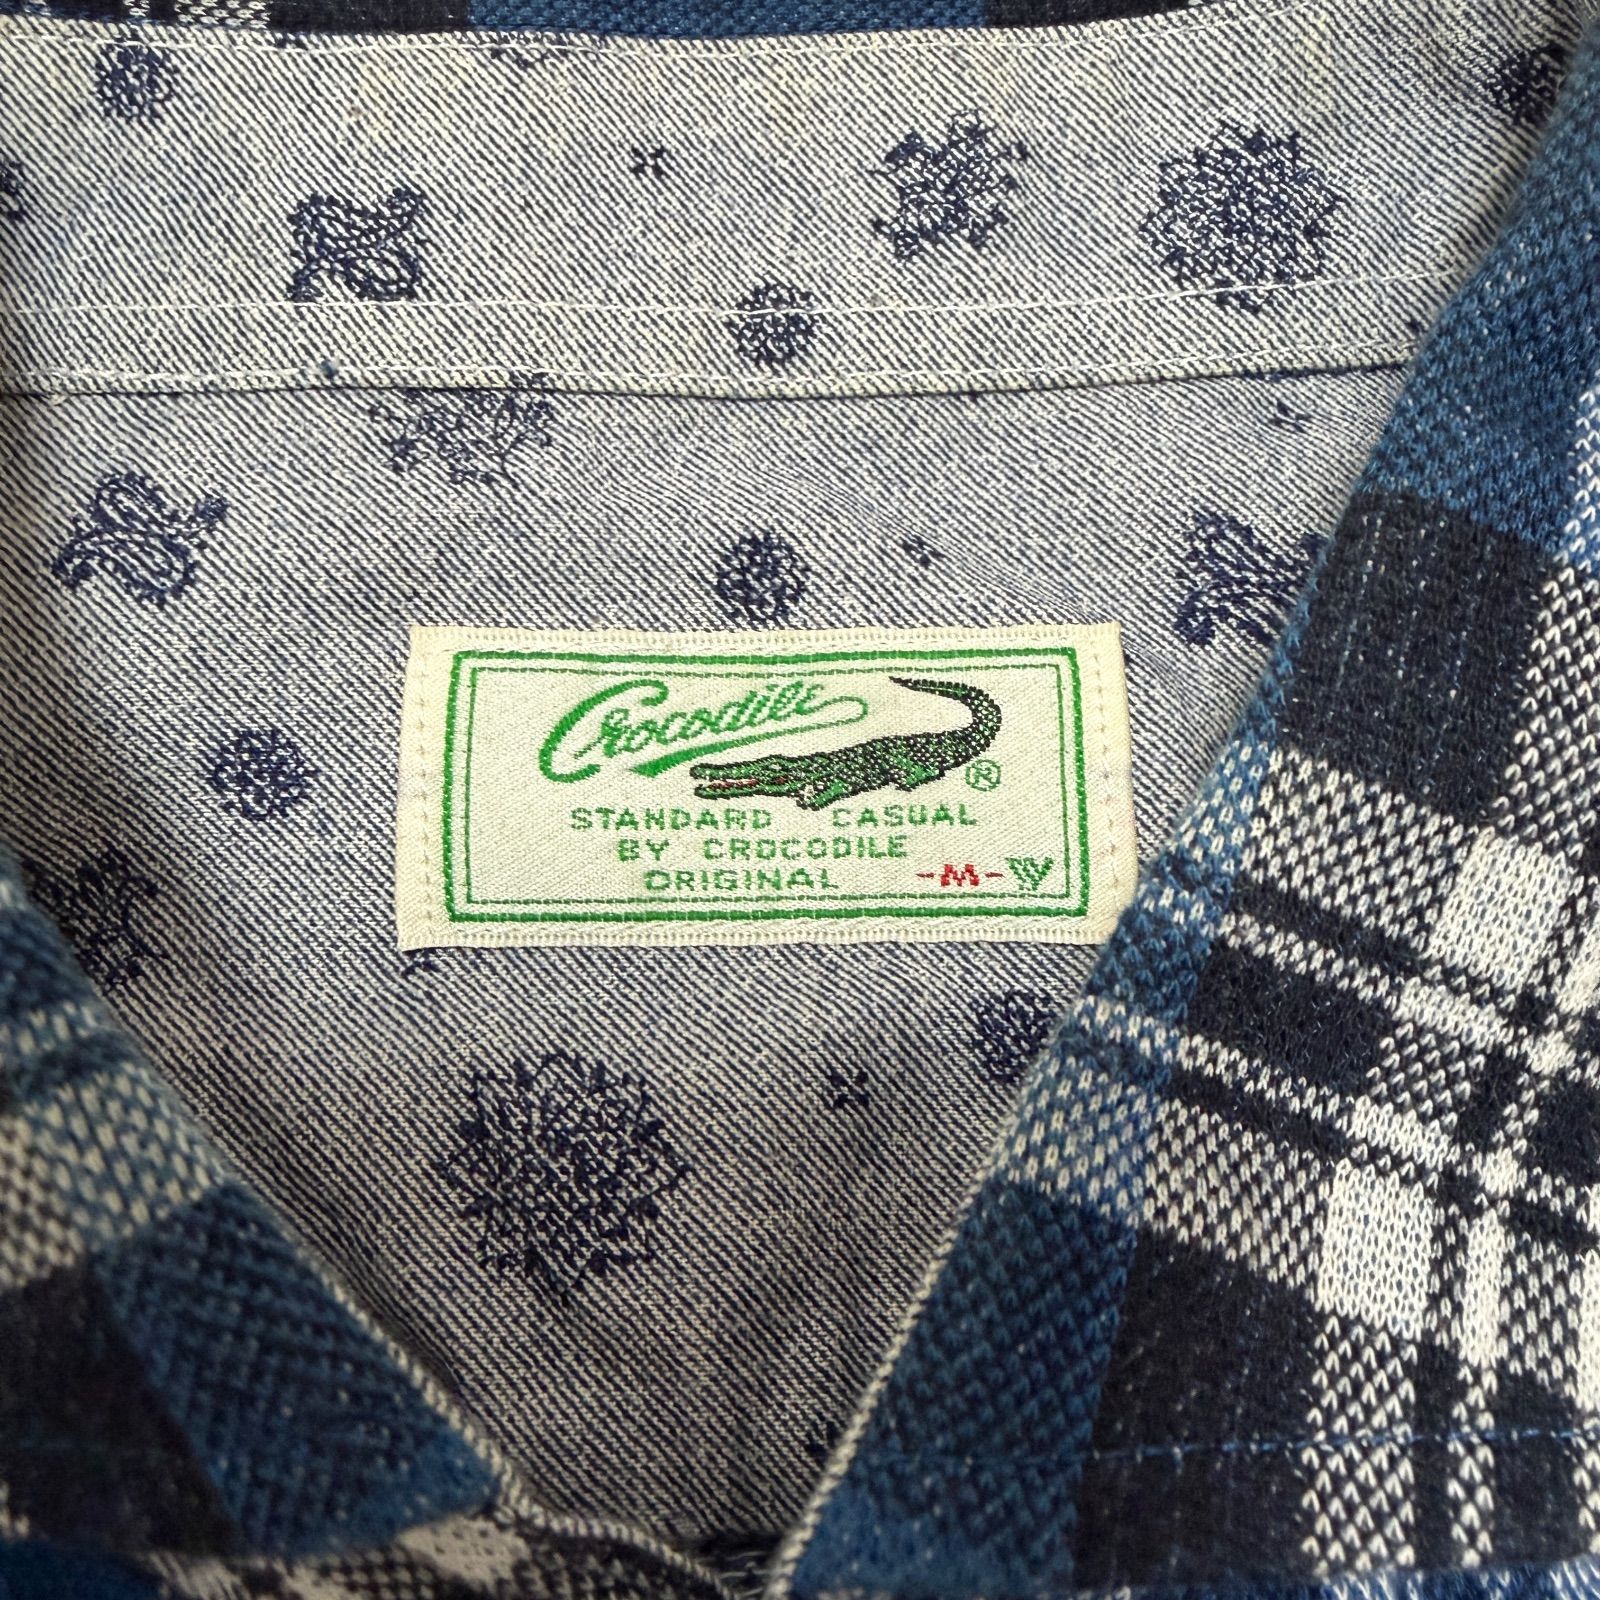 Crocodile
®
STANDARD CASUAL
BY CROCODILE
ORIGINAL -M-